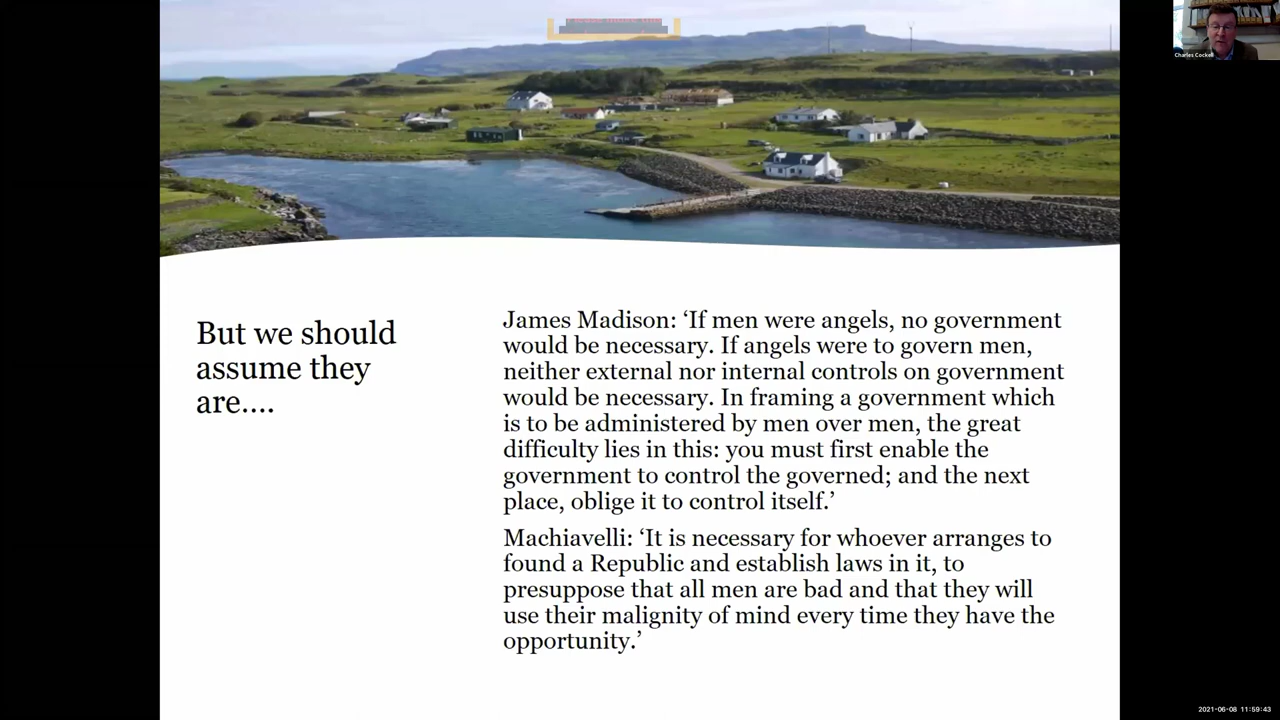 Charles Cockell
But we should
assume they
are....
James Madison: ‘If men were angels, no government
would be necessary. If angels were to govern men,
neither external nor internal controls on government
would be necessary. In framing a government which
is to be administered by men over men, the great
difficulty lies in this: you must first enable the
government to control the governed; and the next
place, oblige it to control itself.’
Machiavelli: ‘It is necessary for whoever arranges to
found a Republic and establish laws in it, to
presuppose that all men are bad and that they will
use their malignity of mind every time they have the
opportunity.’
2021-06-08 11:59:43